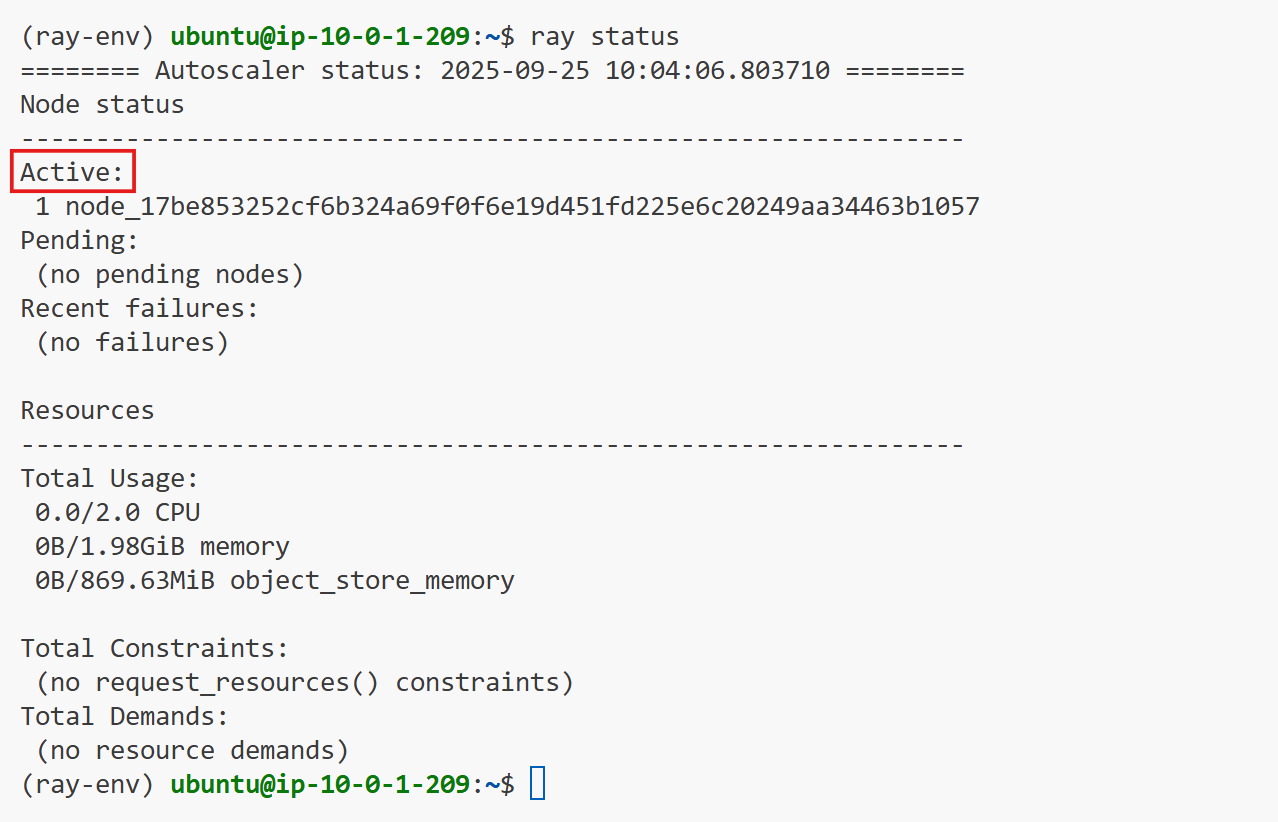 (ray-env) ubuntu@ip-10-0-1-209:~$ ray status
======== Autoscaler status: 2025-09-25 10:04:06.803710 ========
Node status
---------------------------------------------------------------
Active:
 1 node_17be853252cf6b324a69f0f6e19d451fd225e6c20249aa34463b1057
Pending:
 (no pending nodes)
Recent failures:
 (no failures)

Resources
---------------------------------------------------------------
Total Usage:
 0.0/2.0 CPU
 0B/1.98GiB memory
 0B/869.63MiB object_store_memory

Total Constraints:
 (no request_resources() constraints)
Total Demands:
 (no resource demands)
(ray-env) ubuntu@ip-10-0-1-209:~$